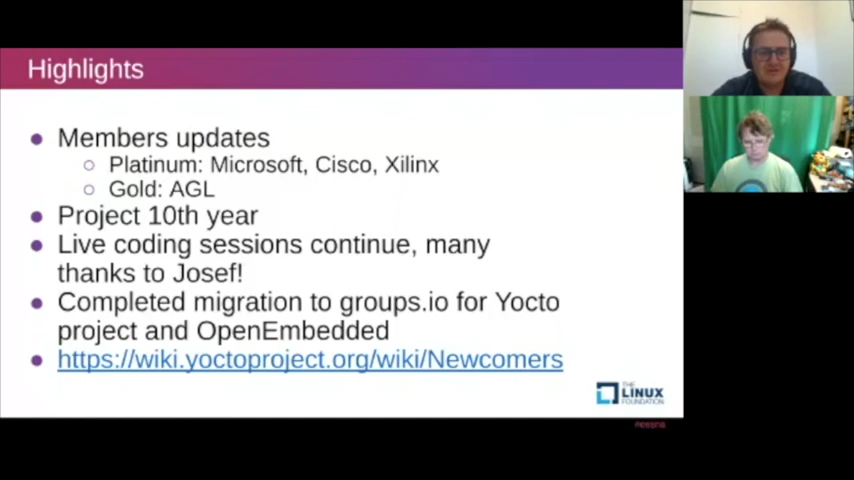 Highlights
Members updates
Platinum: Microsoft, Cisco, Xilinx
Gold: AGL
Project 10th year
Live coding sessions continue, many
thanks to Josef!
Completed migration to groups.io for Yocto
project and OpenEmbedded
https://wiki.yoctoproject.org/wiki/Newcomers
THE
LINUX
FOUNDATION